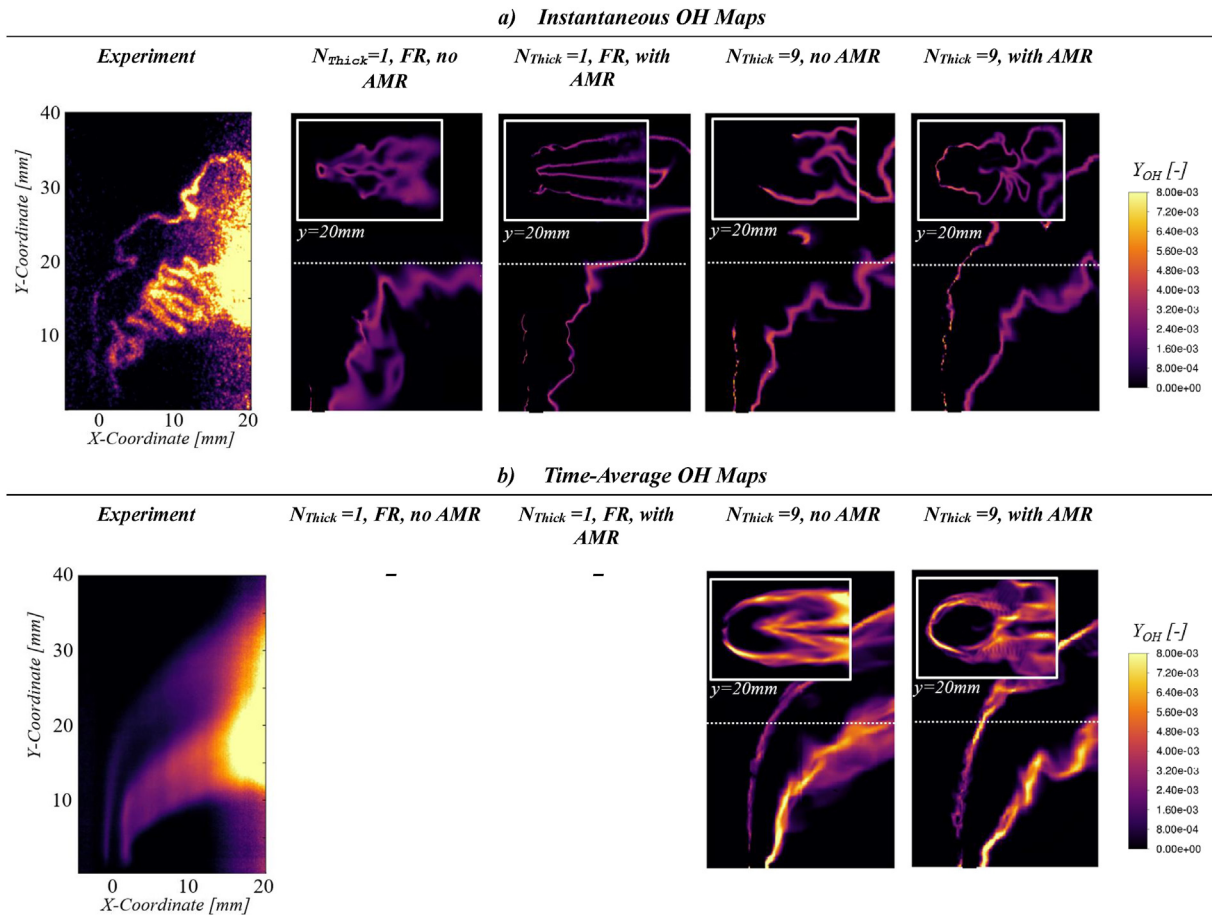 a) Instantaneous OH Maps
Experiment
N_Thick=1, FR, no
AMR
N_Thick =1, FR, with
AMR
N_Thick =9, no AMR
N_Thick =9, with AMR
40
30
20
10
Y-Coordinate [mm]
0 10 20
X-Coordinate [mm]
y=20mm
y=20mm
y=20mm
y=20mm
Y_OH [-]
8.00e-03
7.20e-03
6.40e-03
5.60e-03
4.80e-03
4.00e-03
3.20e-03
2.40e-03
1.60e-03
8.00e-04
0.00e+00
b) Time-Average OH Maps
Experiment
N_Thick =1, FR, no AMR
N_Thick =1, FR, with
AMR
N_Thick =9, no AMR
N_Thick =9, with AMR
–
–
40
30
20
10
Y-Coordinate [mm]
0 10 20
X-Coordinate [mm]
y=20mm
y=20mm
Y_OH [-]
8.00e-03
7.20e-03
6.40e-03
5.60e-03
4.80e-03
4.00e-03
3.20e-03
2.40e-03
1.60e-03
8.00e-04
0.00e+00